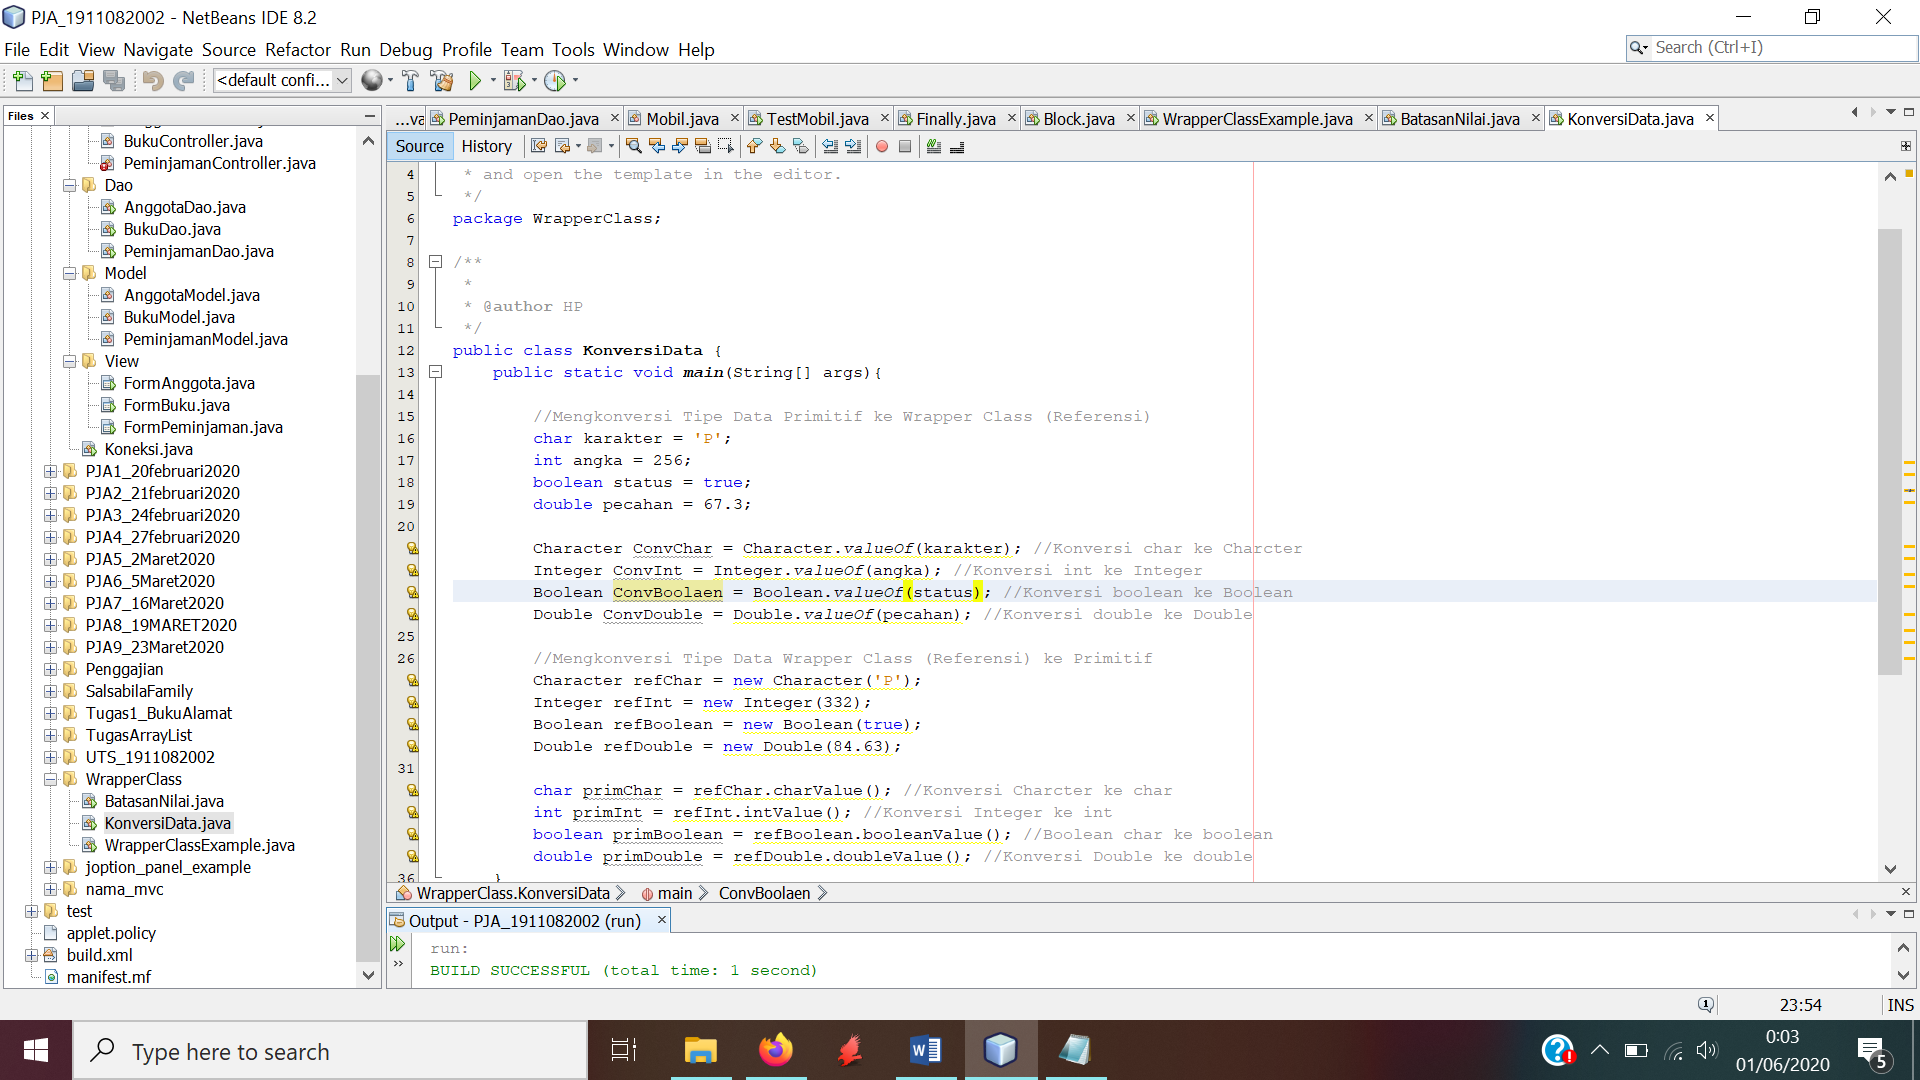 PJA_1911082002 - NetBeans IDE 8.2
File Edit View Navigate Source Refactor Run Debug Profile Team Tools Window Help
Search (Ctrl+I)
<default confi...
Files
BukuController.java
PeminjamanController.java
Dao
AnggotaDao.java
BukuDao.java
PeminjamanDao.java
Model
AnggotaModel.java
BukuModel.java
PeminjamanModel.java
View
FormAnggota.java
FormBuku.java
FormPeminjaman.java
Koneksi.java
PJA1_20februari2020
PJA2_21februari2020
PJA3_24februari2020
PJA4_27februari2020
PJA5_2Maret2020
PJA6_5Maret2020
PJA7_16Maret2020
PJA8_19MARET2020
PJA9_23Maret2020
Penggajian
SalsabilaFamily
Tugas1_BukuAlamat
TugasArrayList
UTS_1911082002
WrapperClass
BatasanNilai.java
KonversiData.java
WrapperClassExample.java
joption_panel_example
nama_mvc
test
applet.policy
build.xml
manifest.mf
...va PeminjamanDao.java Mobil.java TestMobil.java Finally.java Block.java WrapperClassExample.java BatasanNilai.java KonversiData.java
Source History
4 * and open the template in the editor.
5 */
6 package WrapperClass;
7
8 /**
9 *
10 * @author HP
11 */
12 public class KonversiData {
13 public static void main(String[] args){
14
15 //Mengkonversi Tipe Data Primitif ke Wrapper Class (Referensi)
16 char karakter = 'P';
17 int angka = 256;
18 boolean status = true;
19 double pecahan = 67.3;
20
Character ConvChar = Character.valueOf(karakter); //Konversi char ke Charcter
Integer ConvInt = Integer.valueOf(angka); //Konversi int ke Integer
Boolean ConvBoolaen = Boolean.valueOf(status); //Konversi boolean ke Boolean
Double ConvDouble = Double.valueOf(pecahan); //Konversi double ke Double
25
26 //Mengkonversi Tipe Data Wrapper Class (Referensi) ke Primitif
Character refChar = new Character('P');
Integer refInt = new Integer(332);
Boolean refBoolean = new Boolean(true);
Double refDouble = new Double(84.63);
31
char primChar = refChar.charValue(); //Konversi Charcter ke char
int primInt = refInt.intValue(); //Konversi Integer ke int
boolean primBoolean = refBoolean.booleanValue(); //Boolean char ke boolean
double primDouble = refDouble.doubleValue(); //Konversi Double ke double
36 }
WrapperClass.KonversiData main ConvBoolaen
Output - PJA_1911082002 (run)
run:
BUILD SUCCESSFUL (total time: 1 second)
23:54 INS
Type here to search
0:03
01/06/2020
5